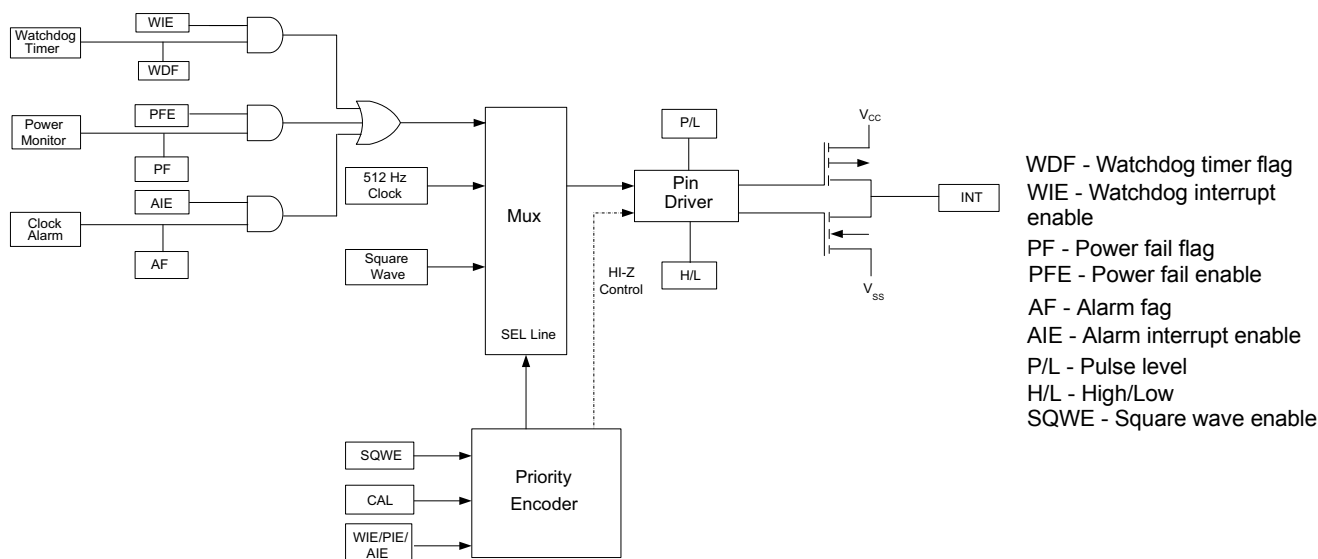 WIE
Watchdog
Timer
WDF
PFE
Power
Monitor
PF
AIE
Clock
Alarm
AF
512 Hz
Clock
Square
Wave
Mux
SEL Line
P/L
Pin
Driver
H/L
HI-Z
Control
VCC
INT
VSS
SQWE
CAL
WIE/PIE/
AIE
Priority
Encoder
WDF - Watchdog timer flag
WIE - Watchdog interrupt
enable
PF - Power fail flag
PFE - Power fail enable
AF - Alarm fag
AIE - Alarm interrupt enable
P/L - Pulse level
H/L - High/Low
SQWE - Square wave enable